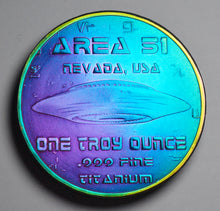 AREA 51
NEVADA, USA
ONE TROY OUNCE
.999 FINE
TITANIUM